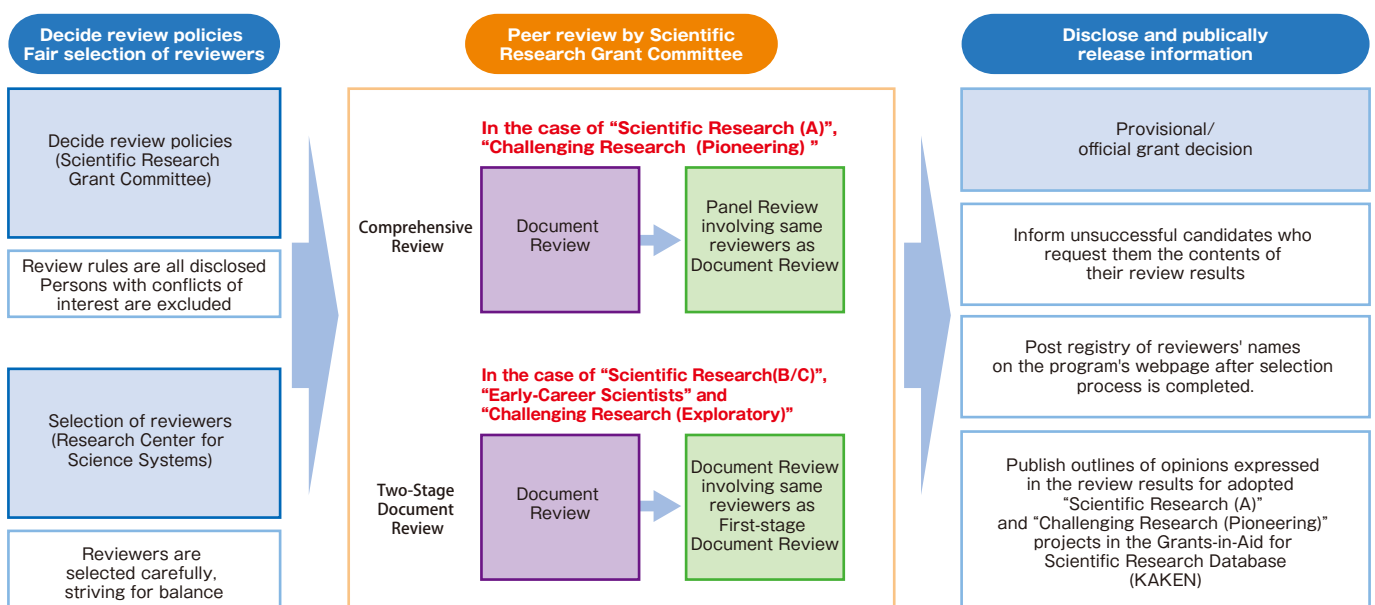 Decide review policies
Fair selection of reviewers
Decide review policies
(Scientific Research
Grant Committee)
Review rules are all disclosed
Persons with conflicts of
interest are excluded
Selection of reviewers
(Research Center for
Science Systems)
Reviewers are
selected carefully,
striving for balance
Peer review by Scientific
Research Grant Committee
In the case of “Scientific Research (A)”,
“Challenging Research (Pioneering) ”
Comprehensive
Review
Document
Review
Panel Review
involving same
reviewers as
Document Review
In the case of “Scientific Research(B/C)”,
“Early-Career Scientists” and
“Challenging Research (Exploratory)”
Two-Stage
Document
Review
Document
Review
Document Review
involving same
reviewers as
First-stage
Document Review
Disclose and publically
release information
Provisional/
official grant decision
Inform unsuccessful candidates who
request them the contents of
their review results
Post registry of reviewers' names
on the program's webpage after selection
process is completed.
Publish outlines of opinions expressed
in the review results for adopted
“Scientific Research (A)”
and “Challenging Research (Pioneering)”
projects in the Grants-in-Aid for
Scientific Research Database
(KAKEN)